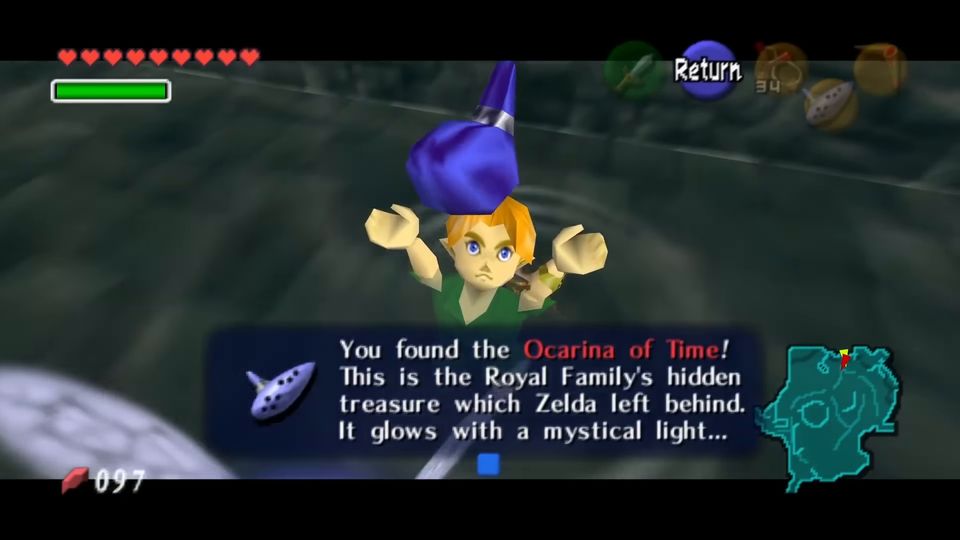 Return
34
You found the Ocarina of Time!
This is the Royal Family's hidden
treasure which Zelda left behind.
It glows with a mystical light...
097